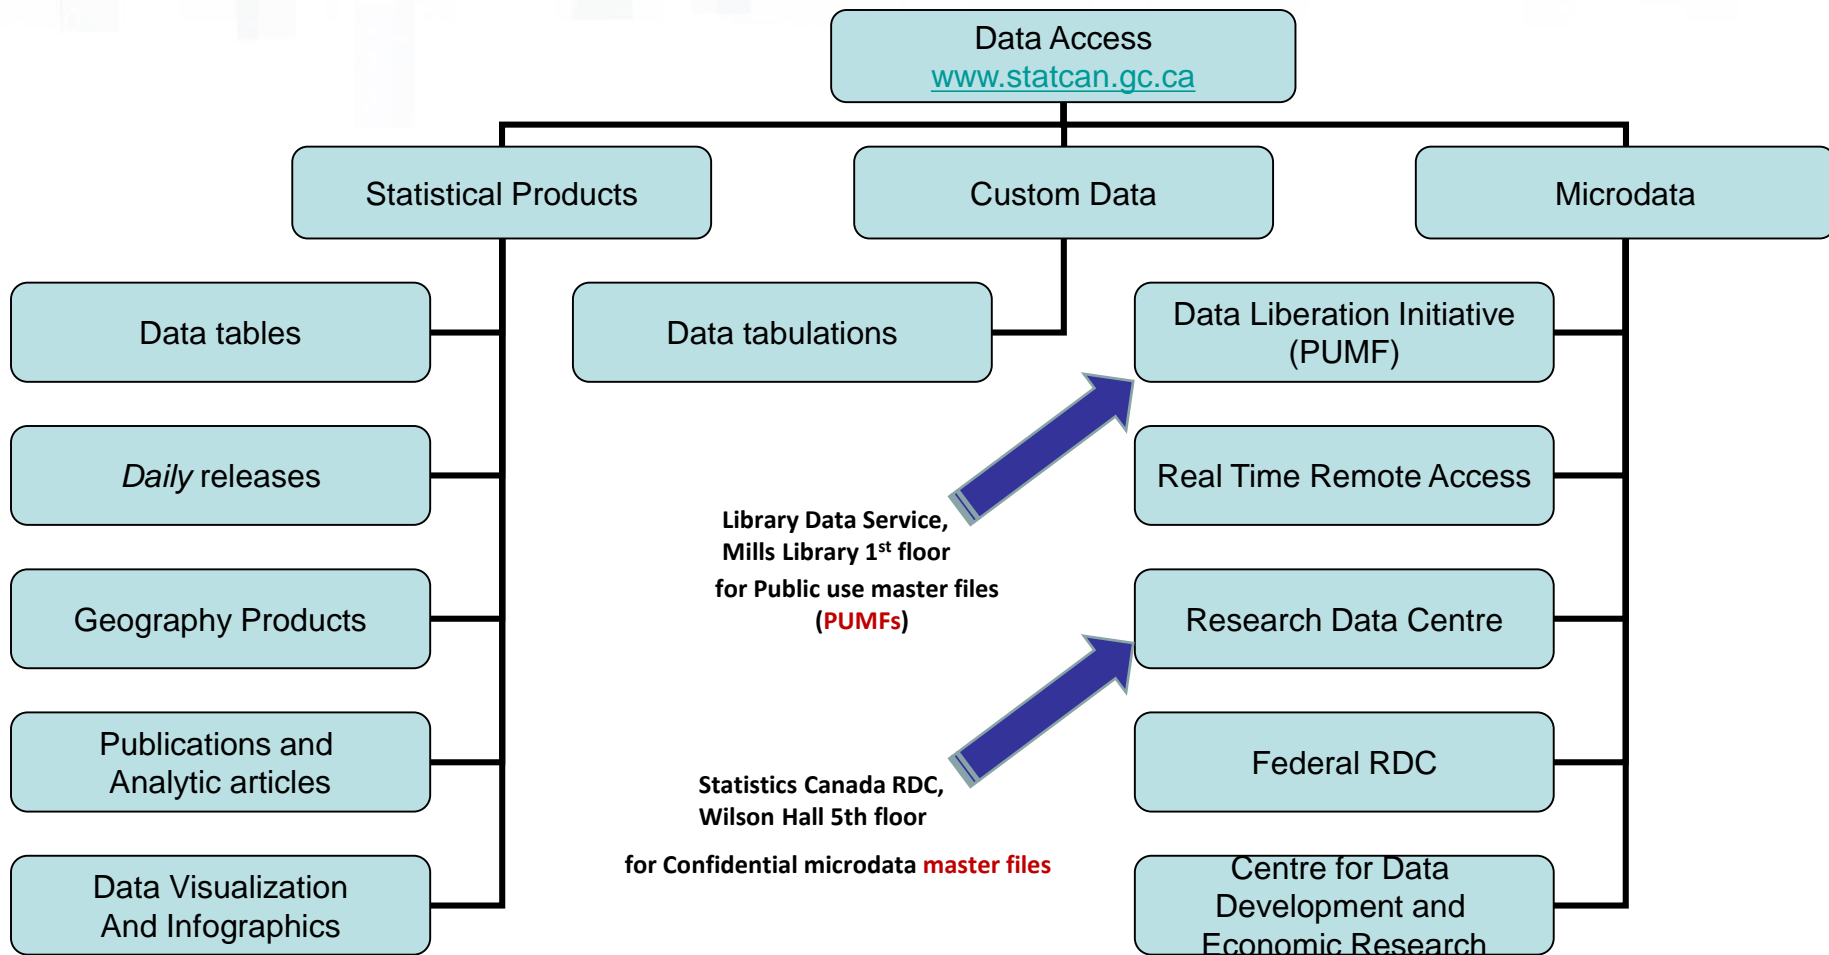 Data Access
www.statcan.gc.ca
Statistical Products
Custom Data
Microdata
Data tables
Daily releases
Geography Products
Publications and
Analytic articles
Data Visualization
And Infographics
Data tabulations
Data Liberation Initiative
(PUMF)
Real Time Remote Access
Research Data Centre
Federal RDC
Centre for Data
Development and
Economic Research
Library Data Service,
Mills Library 1st floor
for Public use master files
(PUMFs)
Statistics Canada RDC,
Wilson Hall 5th floor
for Confidential microdata master files